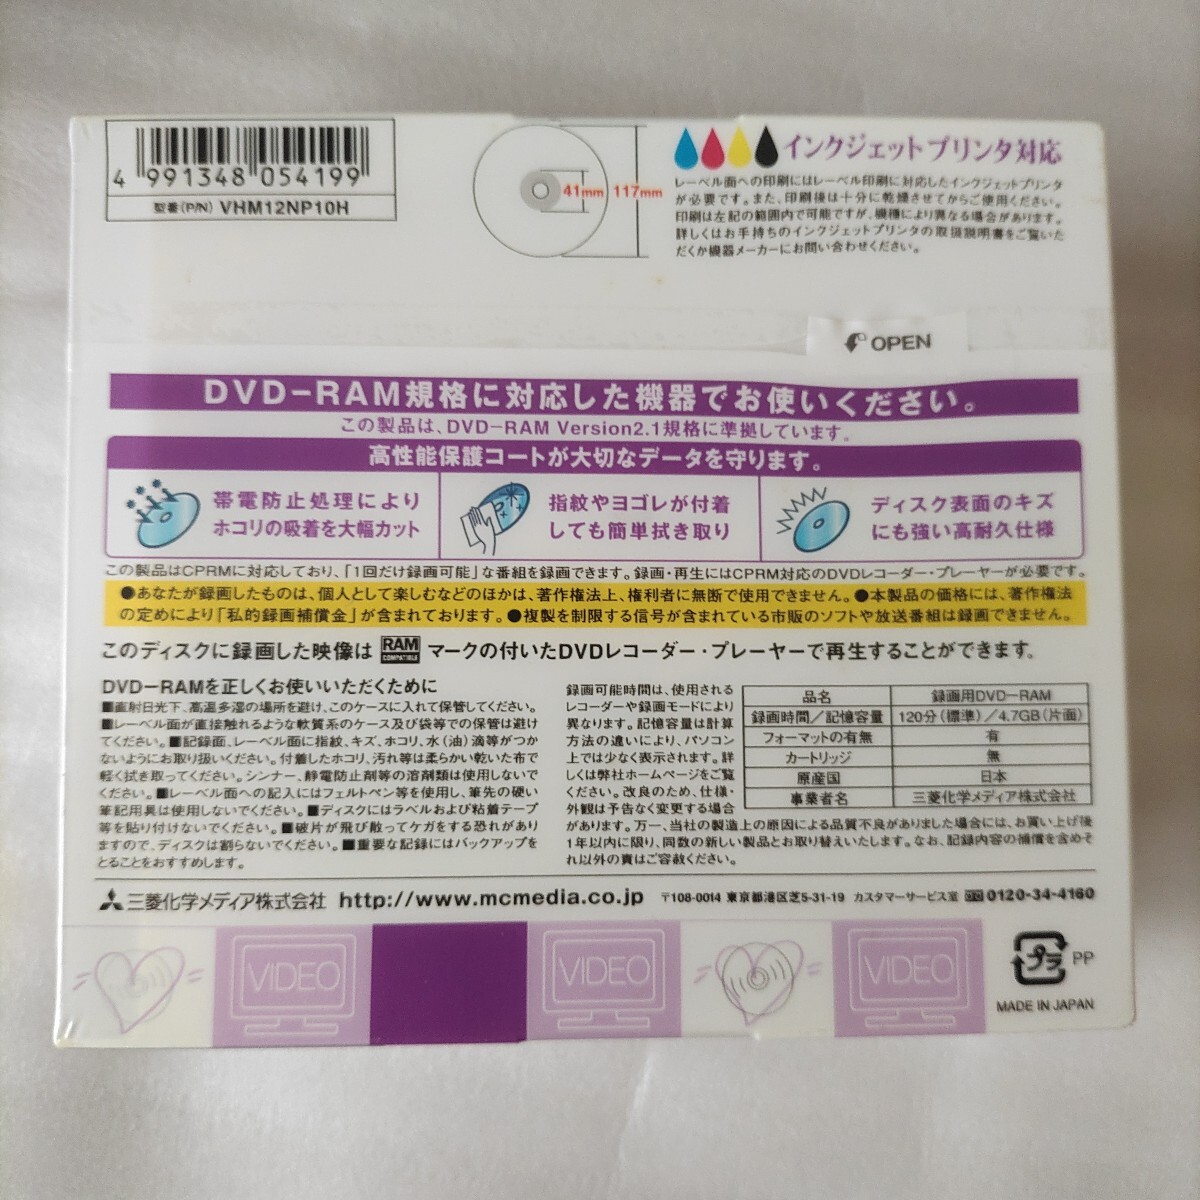 4 991348 054199
型番(P/N) VHM12NP10H
41mm 117mm
インクジェットプリンタ対応
レーベル面への印刷にはレーベル印刷に対応したインクジェットプリンタ
が必要です。また、印刷後は十分に乾燥させてからご使用ください。
印刷は左記の範囲内で可能ですが、機種により異なる場合があります。
詳しくはお手持ちのインクジェットプリンタの取扱説明書をご覧いた
だくか機器メーカーにお問い合わせください。
OPEN
DVD-RAM規格に対応した機器でお使いください。
この製品は、DVD-RAM Version2.1規格に準拠しています。
高性能保護コートが大切なデータを守ります。
帯電防止処理により
ホコリの吸着を大幅カット
指紋やヨゴレが付着
しても簡単拭き取り
ディスク表面のキズ
にも強い高耐久仕様
この製品はCPRMに対応しており、「1回だけ録画可能」な番組を録画できます。録画・再生にはCPRM対応のDVDレコーダー・プレーヤーが必要です。
●あなたが録画したものは、個人として楽しむなどのほかは、著作権法上、権利者に無断で使用できません。●本製品の価格には、著作権法
の定めにより「私的録画補償金」が含まれております。●複製を制限する信号が含まれている市販のソフトや放送番組は録画できません。
このディスクに録画した映像は RAM COMPATIBLE マークの付いたDVDレコーダー・プレーヤーで再生することができます。
DVD-RAMを正しくお使いいただくために
■直射日光下、高温多湿の場所を避け、このケースに入れて保管してください。
■レーベル面が直接触れるような軟質系のケース及び袋等での保管は避け
てください。■記録面、レーベル面に指紋、キズ、ホコリ、水（油）滴等がつか
ないようにお取り扱いください。付着したホコリ、汚れ等は柔らかい乾いた布で
軽く拭き取ってください。シンナー、静電防止剤等の溶剤類は使用しないで
ください。■レーベル面への記入にはフェルトペン等を使用し、筆先の硬い
筆記用具は使用しないでください。■ディスクにはラベルおよび粘着テープ
等を貼り付けないでください。■破片が飛び散ってケガをする恐れがあり
ますので、ディスクは割らないでください。■重要な記録にはバックアップを
とることをおすすめします。
録画可能時間は、使用される
レコーダーや録画モードにより
異なります。記憶容量は計算
方法の違いにより、パソコン
上では少なく表示されます。詳
しくは弊社ホームページをご覧
ください。改良のため、仕様・
外観は予告なく変更する場合
があります。万一、当社の製造上の原因による品質不良がありました場合には、お買い上げ後
1年以内に限り、同数の新しい製品とお取り替えいたします。なお、記録内容の補償を含めそ
れ以外の責はご容赦ください。
品名 録画用DVD-RAM
録画時間／記憶容量 120分（標準）／4.7GB（片面）
フォーマットの有無 有
カートリッジ 無
原産国 日本
事業者名 三菱化学メディア株式会社
三菱化学メディア株式会社 http://www.mcmedia.co.jp 〒108-0014 東京都港区芝5-31-19 カスタマーサービス室 0120-34-4160
VIDEO VIDEO VIDEO
プラ PP
MADE IN JAPAN